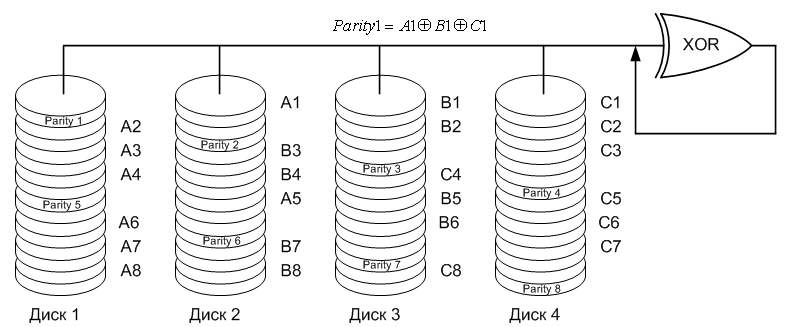 Parity1 = A1⊕B1⊕C1
XOR
Parity 1 A1 B1 C1
A2 Parity 2 B2 C2
A3 B3 Parity 3 C3
A4 B4 C4 Parity 4
Parity 5 A5 B5 C5
A6 Parity 6 B6 C6
A7 B7 Parity 7 C7
A8 B8 C8 Parity 8
Диск 1 Диск 2 Диск 3 Диск 4